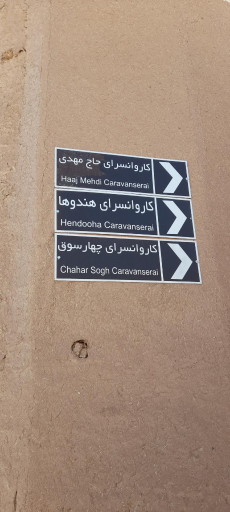 کاروانسرای حاج مهدی
Haaj Mehdi Caravanserai
کاروانسرای هندوها
Hendooha Caravanserai
کاروانسرای چهارسوق
Chahar Sogh Caravanserai